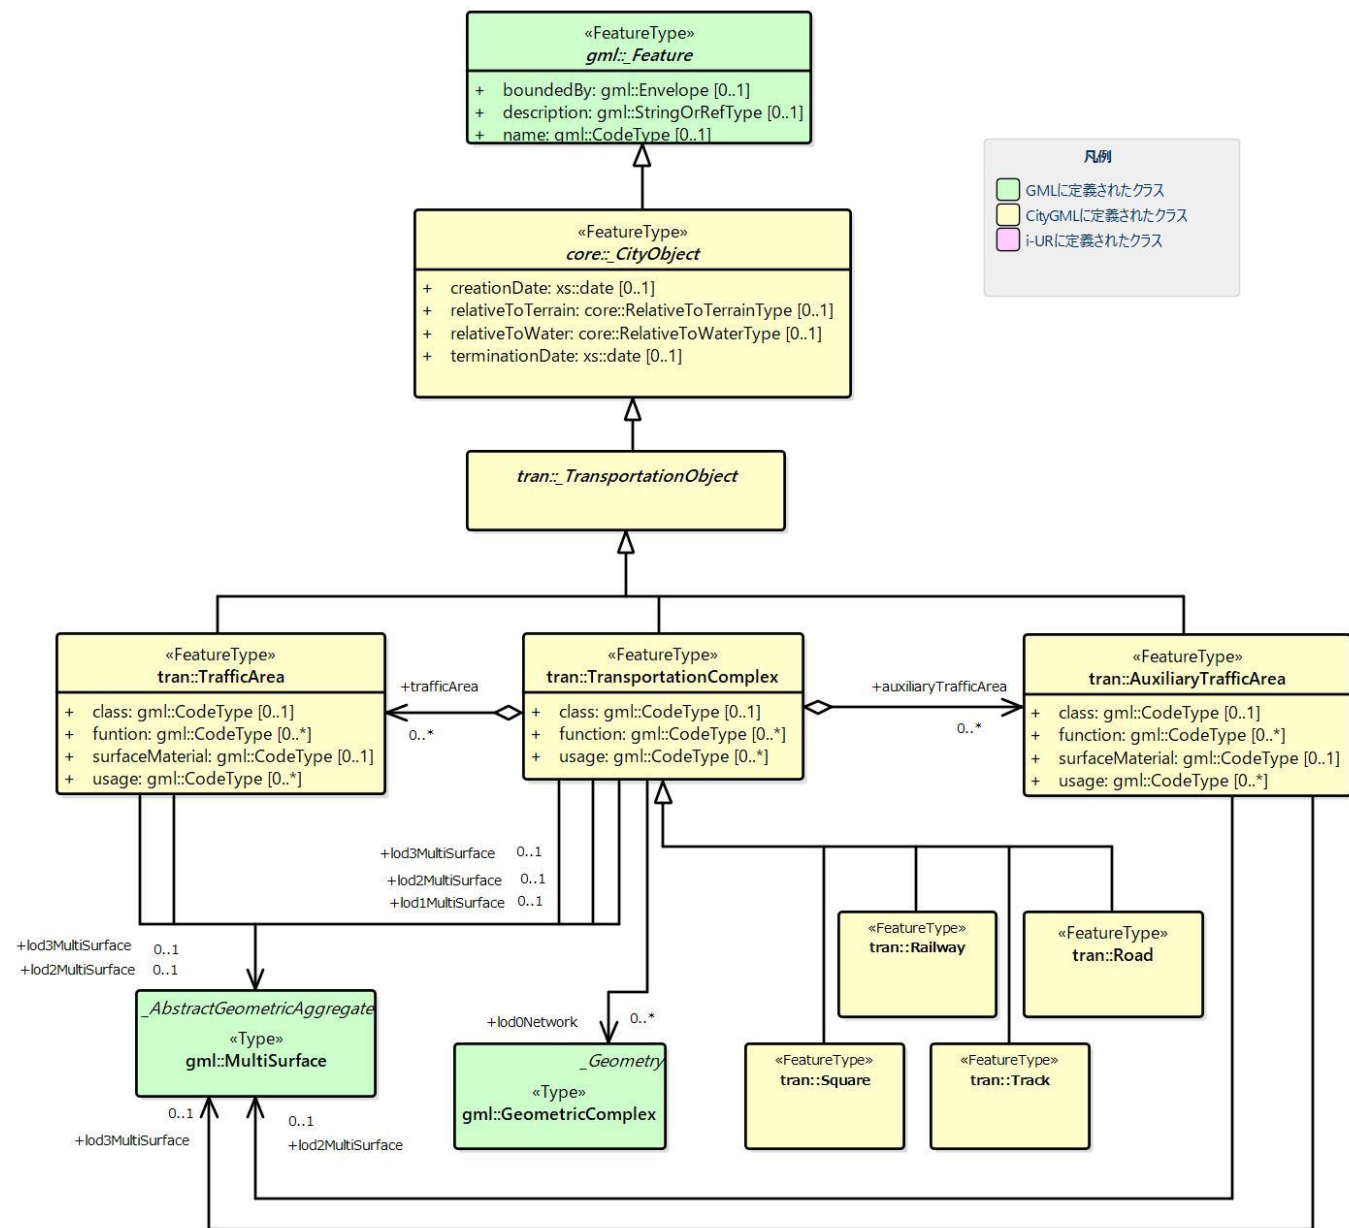 «FeatureType»
gml::_Feature
+ boundedBy: gml::Envelope [0..1]
+ description: gml::StringOrRefType [0..1]
+ name: gml::CodeType [0..1]
凡例
GMLに定義されたクラス
CityGMLに定義されたクラス
i-URに定義されたクラス
«FeatureType»
core::_CityObject
+ creationDate: xs::date [0..1]
+ relativeToTerrain: core::RelativeToTerrainType [0..1]
+ relativeToWater: core::RelativeToWaterType [0..1]
+ terminationDate: xs::date [0..1]
tran::_TransportationObject
«FeatureType»
tran::TrafficArea
+ class: gml::CodeType [0..1]
+ funtion: gml::CodeType [0..*]
+ surfaceMaterial: gml::CodeType [0..1]
+ usage: gml::CodeType [0..*]
+trafficArea
0..*
«FeatureType»
tran::TransportationComplex
+ class: gml::CodeType [0..1]
+ function: gml::CodeType [0..*]
+ usage: gml::CodeType [0..*]
+auxiliaryTrafficArea
0..*
«FeatureType»
tran::AuxiliaryTrafficArea
+ class: gml::CodeType [0..1]
+ function: gml::CodeType [0..*]
+ surfaceMaterial: gml::CodeType [0..1]
+ usage: gml::CodeType [0..*]
+lod3MultiSurface 0..1
+lod2MultiSurface 0..1
+lod1MultiSurface 0..1
+lod3MultiSurface 0..1
+lod2MultiSurface 0..1
«FeatureType»
tran::Railway
«FeatureType»
tran::Road
_AbstractGeometricAggregate
«Type»
gml::MultiSurface
+lod0Network 0..*
_Geometry
«Type»
gml::GeometricComplex
«FeatureType»
tran::Square
«FeatureType»
tran::Track
0..1
+lod3MultiSurface
0..1
+lod2MultiSurface